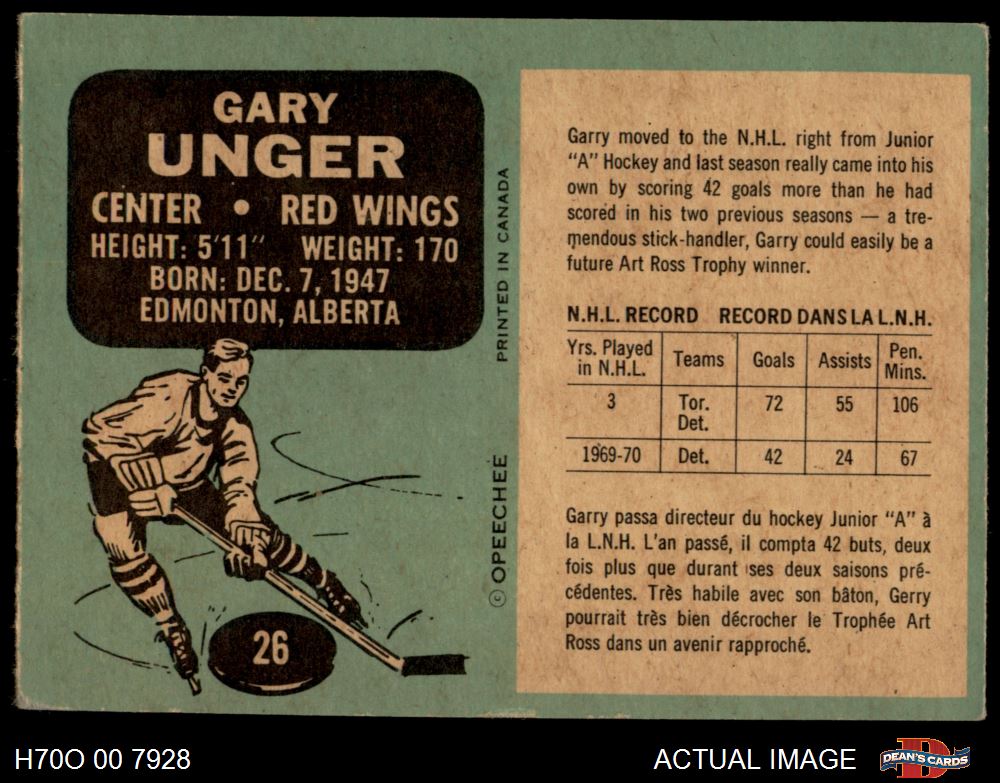 GARY
UNGER
CENTER • RED WINGS
HEIGHT: 5'11" WEIGHT: 170
BORN: DEC. 7, 1947
EDMONTON, ALBERTA
26
© OPEECHEE PRINTED IN CANADA
Garry moved to the N.H.L. right from Junior
"A" Hockey and last season really came into his
own by scoring 42 goals more than he had
scored in his two previous seasons — a tre-
mendous stick-handler, Garry could easily be a
future Art Ross Trophy winner.
N.H.L. RECORD RECORD DANS LA L.N.H.
Yrs. Played in N.H.L. Teams Goals Assists Pen. Mins.
3 Tor. Det. 72 55 106
1969-70 Det. 42 24 67
Garry passa directeur du hockey Junior "A" à
la L.N.H. L'an passé, il compta 42 buts, deux
fois plus que durant ses deux saisons pré-
cédentes. Très habile avec son bâton, Gerry
pourrait très bien décrocher le Trophée Art
Ross dans un avenir rapproché.
H70O 00 7928
ACTUAL IMAGE
DEAN'S CARDS